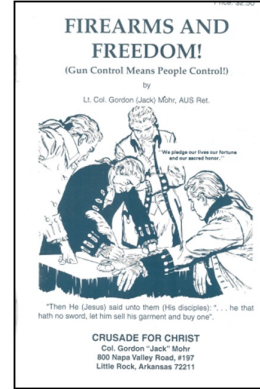 Price: $2.50
FIREARMS AND
FREEDOM!
(Gun Control Means People Control!)
by
Lt. Col. Gordon (Jack) Mohr, AUS Ret.
"We pledge our lives our fortune
and our sacred honor."
"Then He (Jesus) said unto them (His disciples): ". . . he that
hath no sword, let him sell his garment and buy one".
CRUSADE FOR CHRIST
Col. Gordon "Jack" Mohr
800 Napa Valley Road, #197
Little Rock, Arkansas 72211